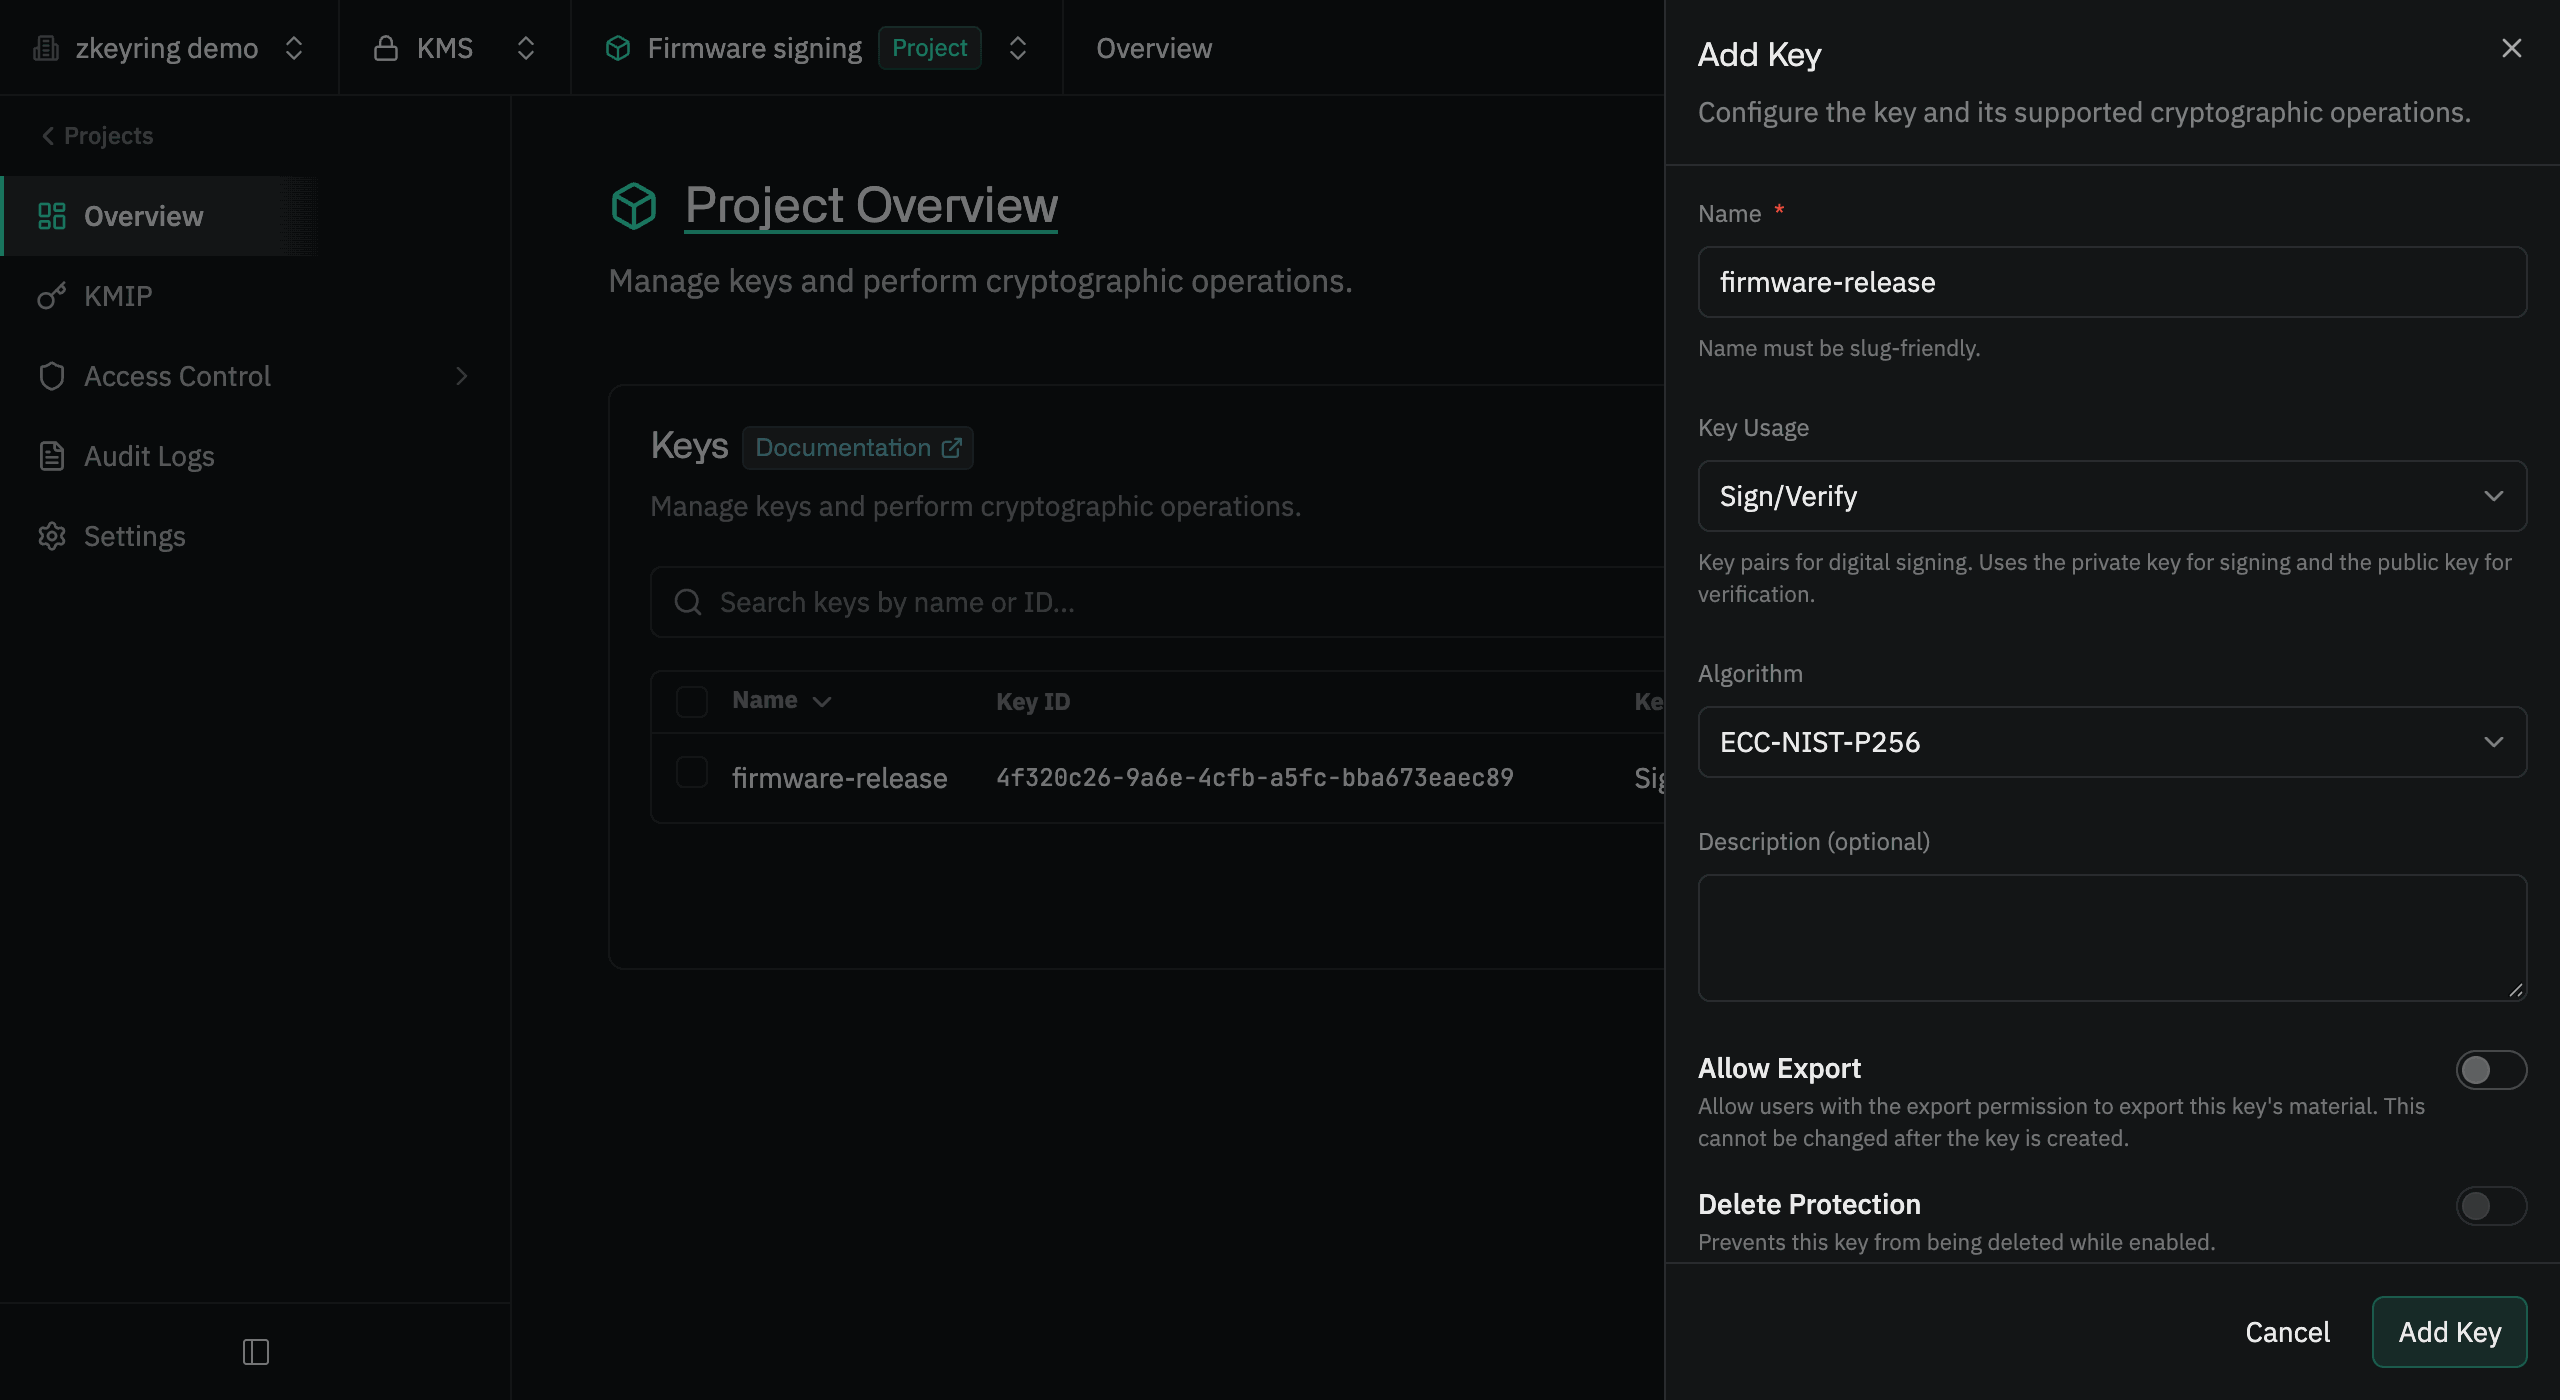 zkeyring demo
KMS
Firmware signing Project
Overview
Projects
Overview
KMIP
Access Control
Audit Logs
Settings
Project Overview
Manage keys and perform cryptographic operations.
Keys Documentation
Manage keys and perform cryptographic operations.
Search keys by name or ID...
Name Key ID Ke
firmware-release 4f320c26-9a6e-4cfb-a5fc-bba673eaec89 Sig
Add Key
Configure the key and its supported cryptographic operations.
Name *
firmware-release
Name must be slug-friendly.
Key Usage
Sign/Verify
Key pairs for digital signing. Uses the private key for signing and the public key for
verification.
Algorithm
ECC-NIST-P256
Description (optional)
Allow Export
Allow users with the export permission to export this key's material. This
cannot be changed after the key is created.
Delete Protection
Prevents this key from being deleted while enabled.
Cancel Add Key